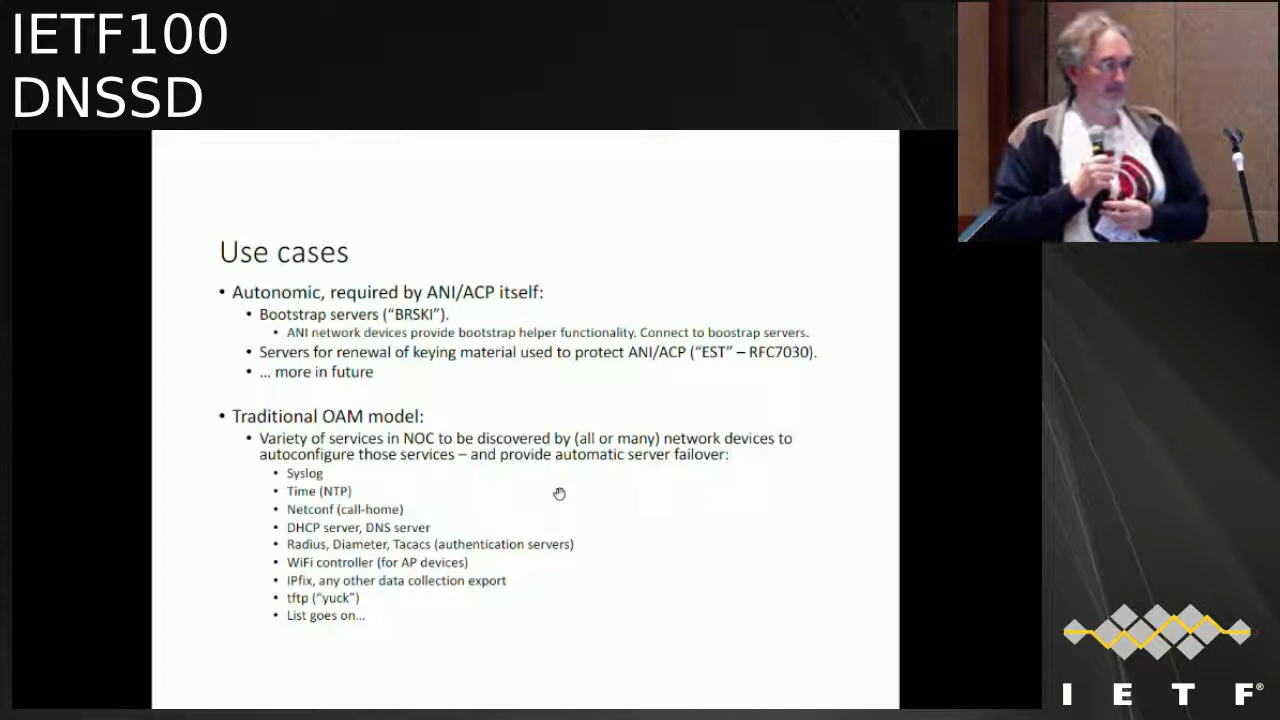 IETF100
DNSSD
Use cases
• Autonomic, required by ANI/ACP itself:
• Bootstrap servers (“BRSKI”).
• ANI network devices provide bootstrap helper functionality. Connect to boostrap servers.
• Servers for renewal of keying material used to protect ANI/ACP (“EST” – RFC7030).
• … more in future
• Traditional OAM model:
• Variety of services in NOC to be discovered by (all or many) network devices to
autoconfigure those services – and provide automatic server failover:
• Syslog
• Time (NTP)
• Netconf (call-home)
• DHCP server, DNS server
• Radius, Diameter, Tacacs (authentication servers)
• WiFi controller (for AP devices)
• IPfix, any other data collection export
• tftp (“yuck”)
• List goes on…
I E T F®